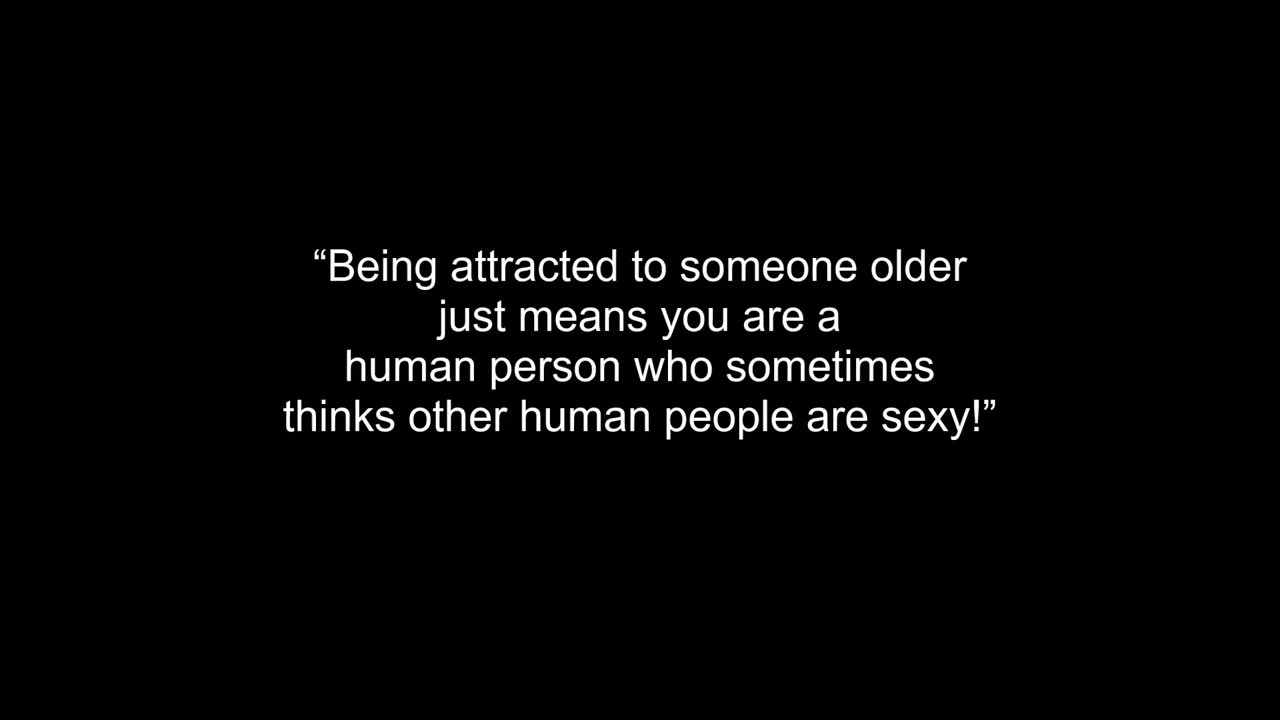 “Being attracted to someone older
just means you are a
human person who sometimes
thinks other human people are sexy!”